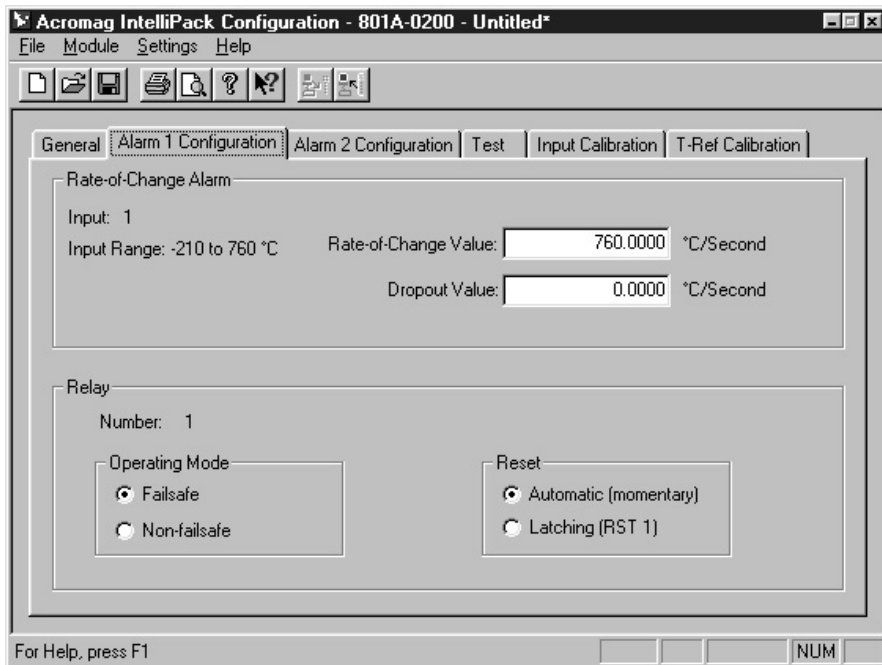 Acromag IntelliPack Configuration - 801A-0200 - Untitled*
File Module Settings Help
General Alarm 1 Configuration Alarm 2 Configuration Test Input Calibration T-Ref Calibration
Rate-of-Change Alarm
Input: 1
Input Range: -210 to 760 °C
Rate-of-Change Value: 760.0000 °C/Second
Dropout Value: 0.0000 °C/Second
Relay
Number: 1
Operating Mode
Failsafe
Non-failsafe
Reset
Automatic (momentary)
Latching (RST 1)
For Help, press F1
NUM